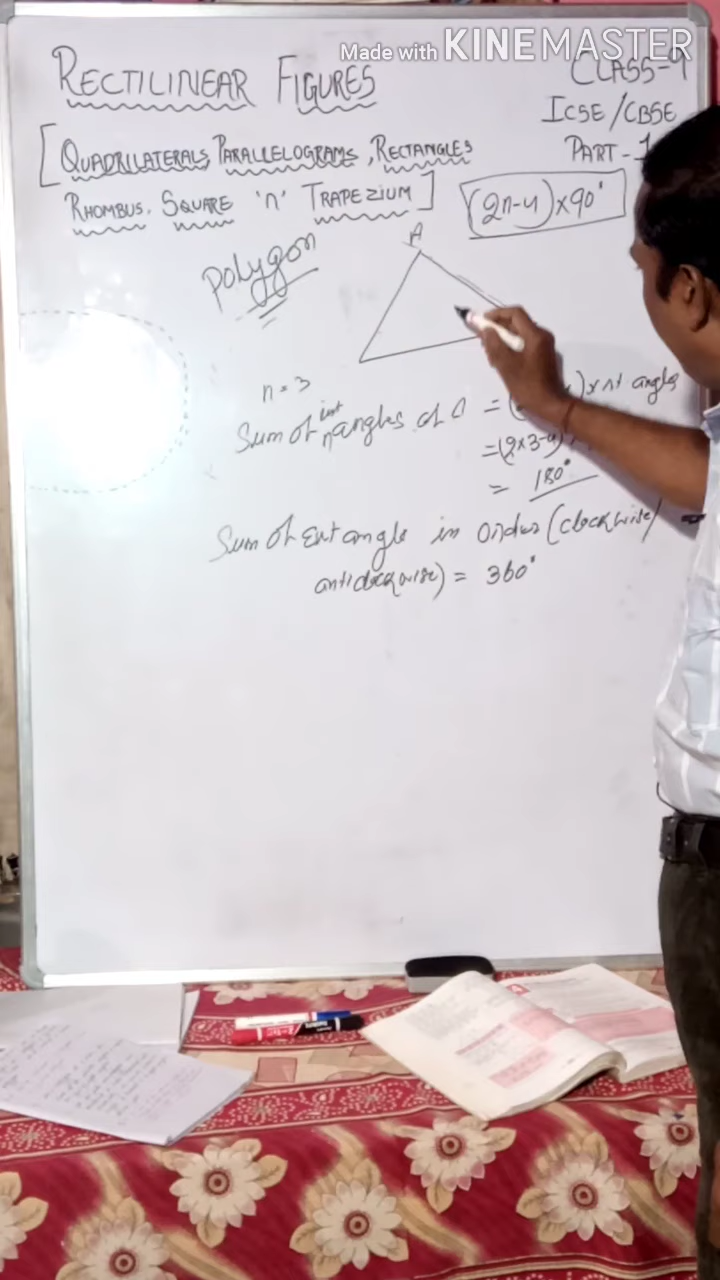 Made with KINEMASTER
RECTILINEAR FIGURES
CLASS-9
ICSE/CBSE
PART-1
[QUADRILATERALS, PARALLELOGRAMS, RECTANGLES
RHOMBUS, SQUARE 'n' TRAPEZIUM]
(2n-4)×90°
Polygon
A
n = 3
Sum of int angles of Δ = ( ) × rt angles
= (2×3-4)
= 180°
Sum of Ext angle in order (clockwise/
anticlockwise) = 360°